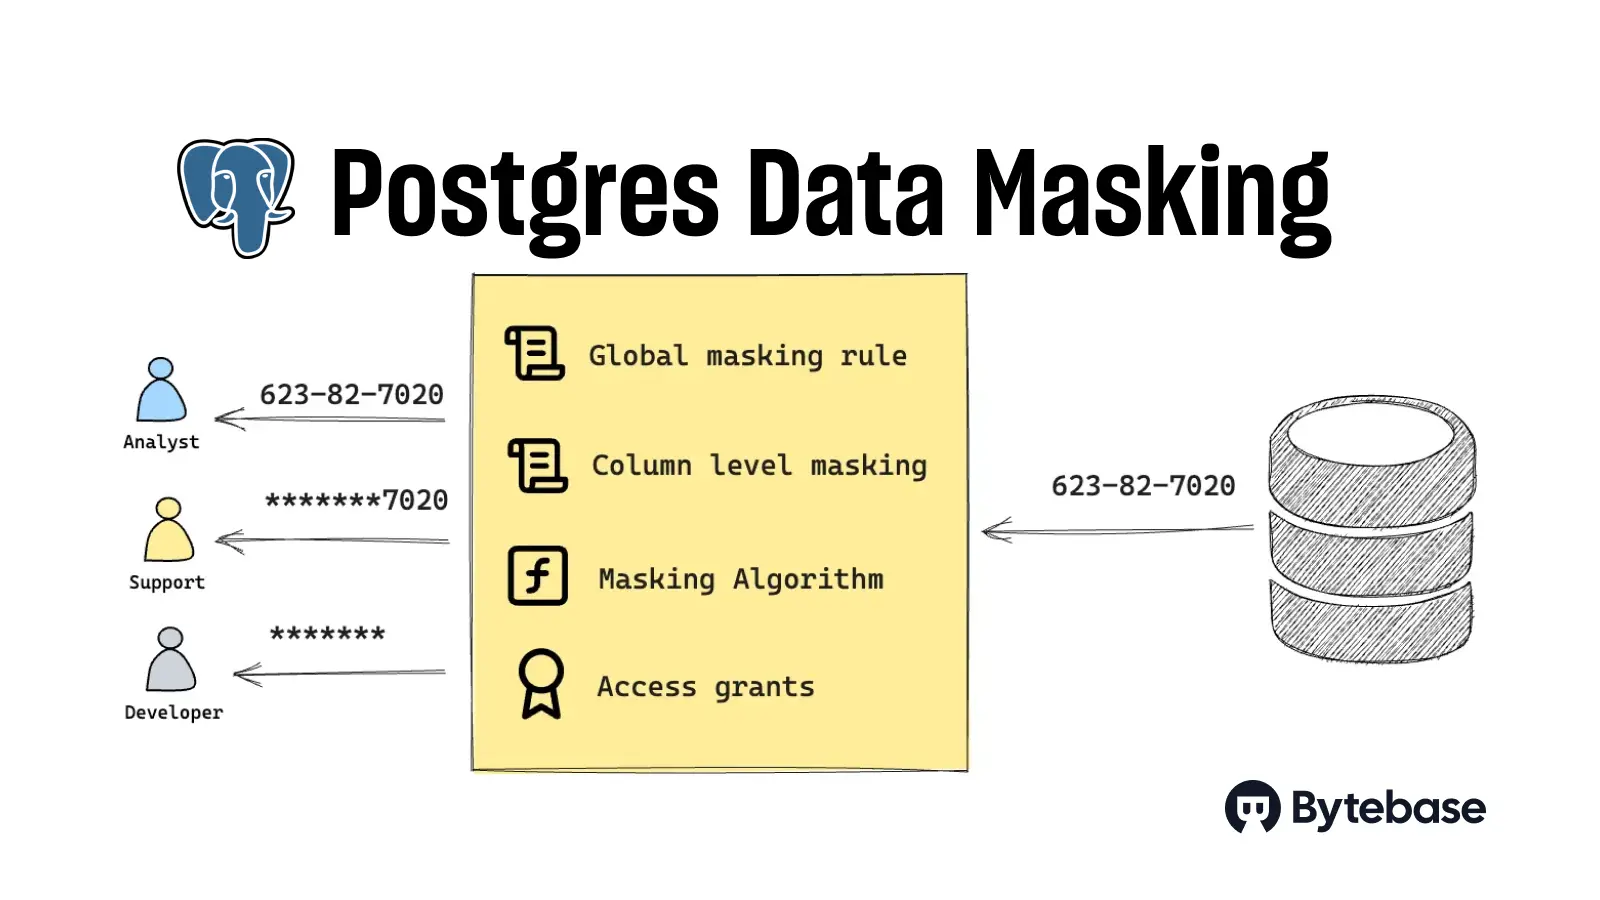 Postgres Data Masking
Global masking rule
Column level masking
Masking Algorithm
Access grants
623-82-7020
Analyst
*******7020
Support
*******
Developer
623-82-7020
Bytebase